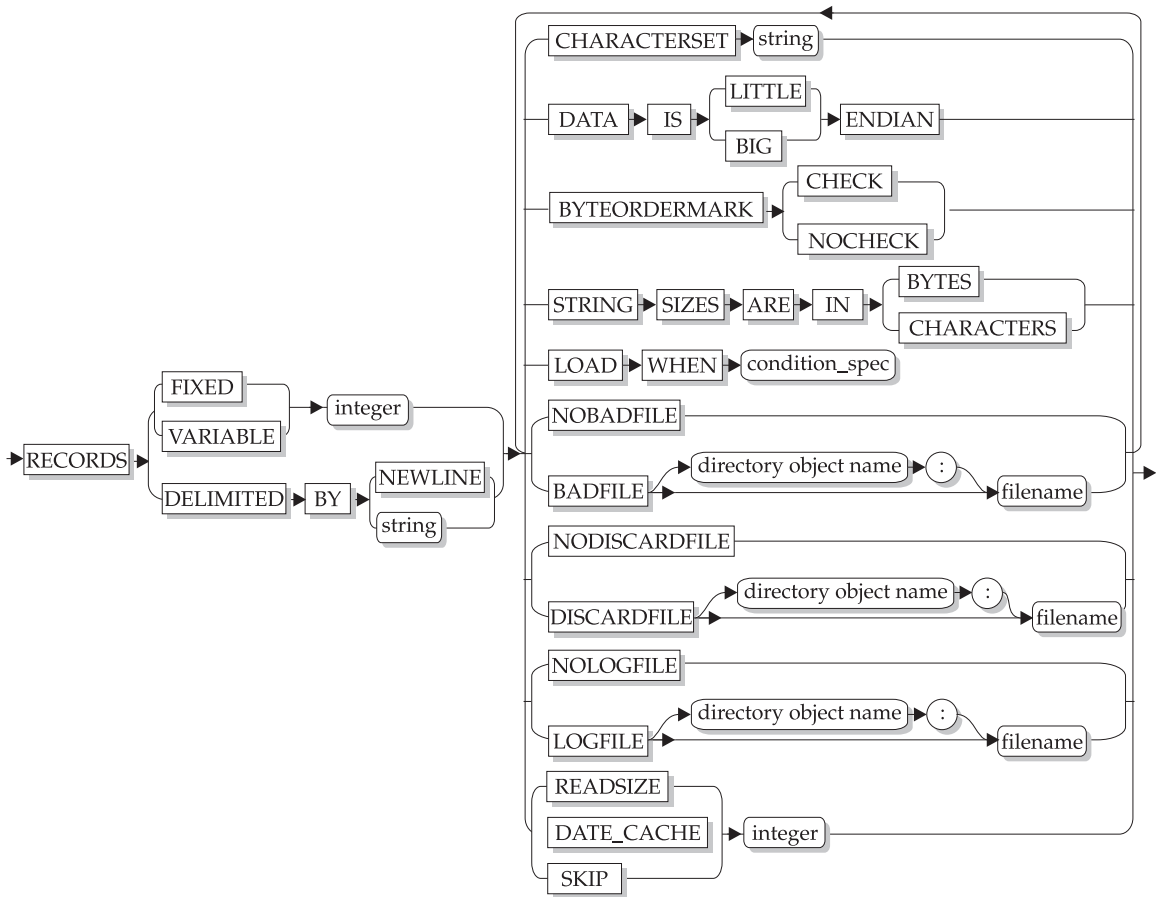 CHARACTERSET string
DATA IS LITTLE BIG ENDIAN
BYTEORDERMARK CHECK NOCHECK
STRING SIZES ARE IN BYTES CHARACTERS
LOAD WHEN condition_spec
FIXED
VARIABLE
integer
RECORDS
DELIMITED BY NEWLINE
string
NOBADFILE
directory object name :
BADFILE filename
NODISCARDFILE
directory object name :
DISCARDFILE filename
NOLOGFILE
directory object name :
LOGFILE filename
READSIZE
DATE_CACHE integer
SKIP